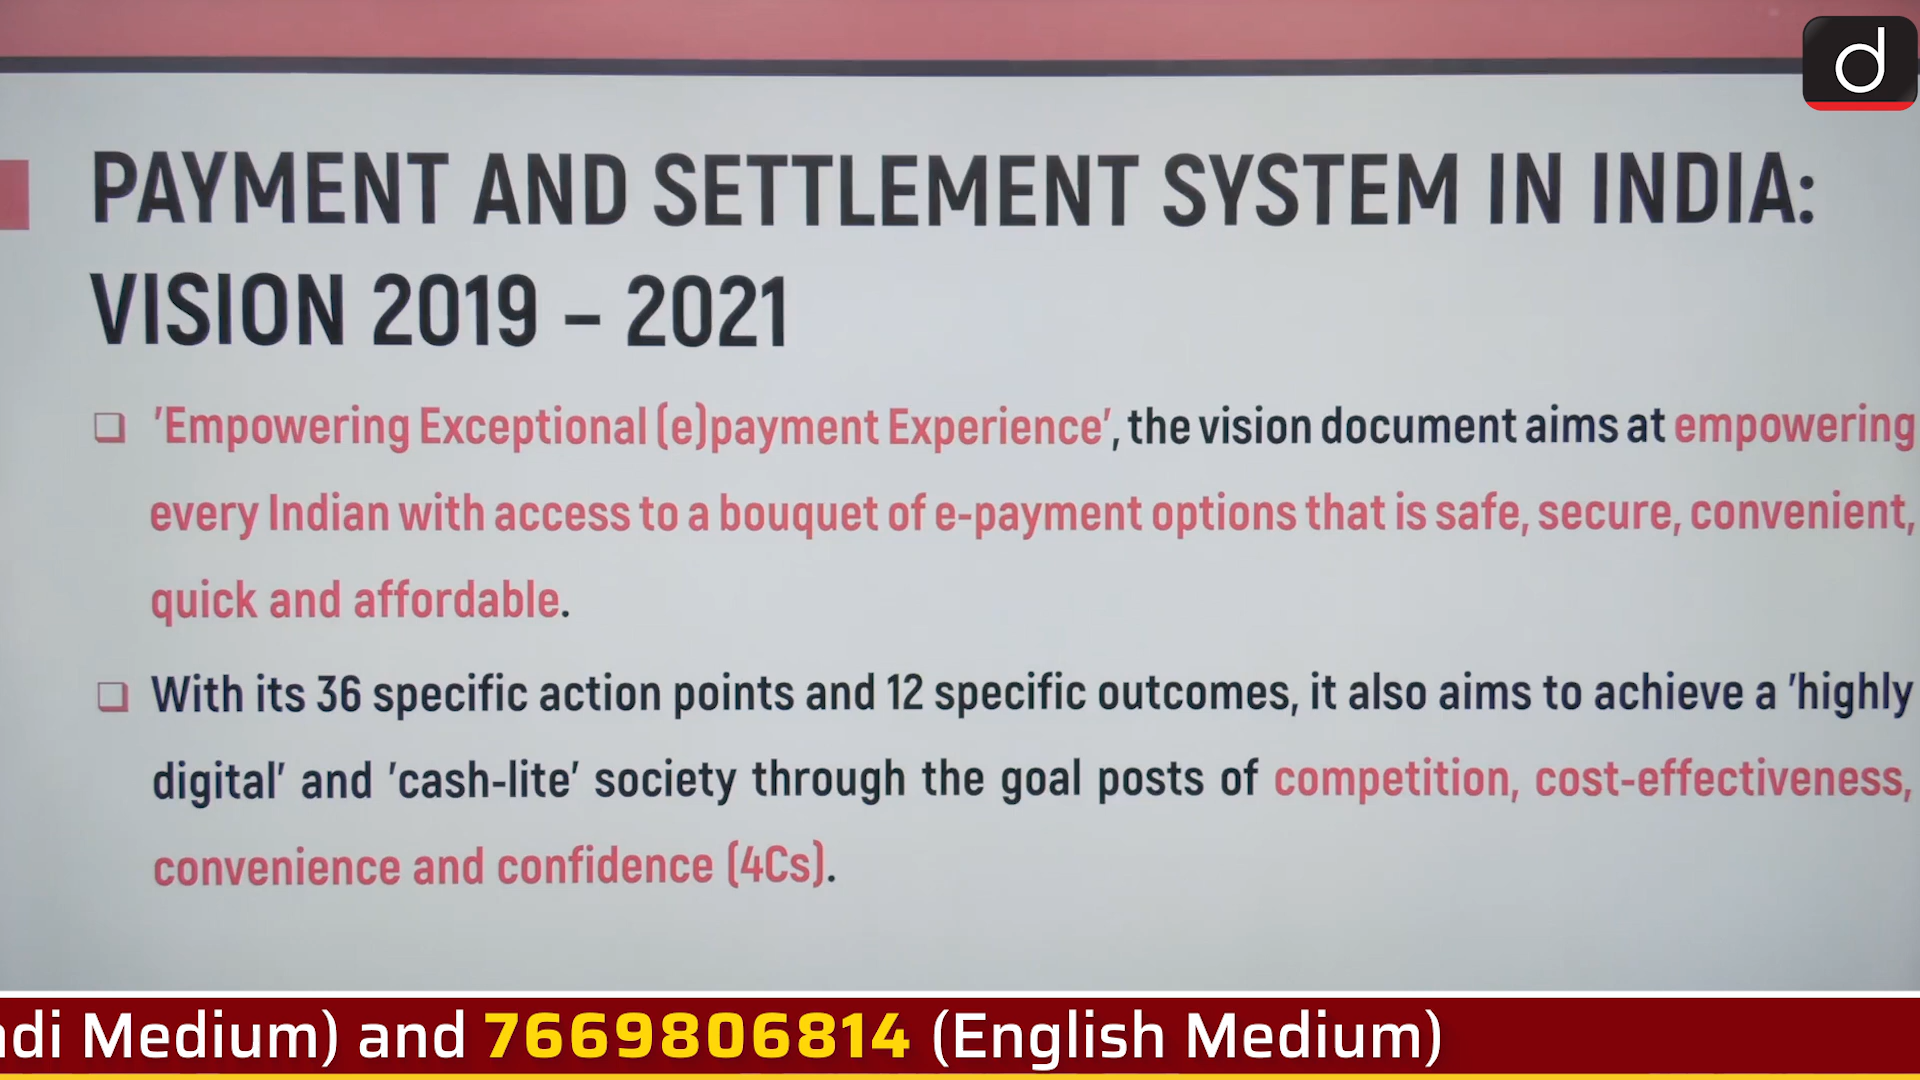 d
PAYMENT AND SETTLEMENT SYSTEM IN INDIA:
VISION 2019 – 2021
❑ 'Empowering Exceptional (e)payment Experience', the vision document aims at empowering
every Indian with access to a bouquet of e-payment options that is safe, secure, convenient,
quick and affordable.
❑ With its 36 specific action points and 12 specific outcomes, it also aims to achieve a 'highly
digital' and 'cash-lite' society through the goal posts of competition, cost-effectiveness,
convenience and confidence (4Cs).
Medium) and 7669806814 (English Medium)